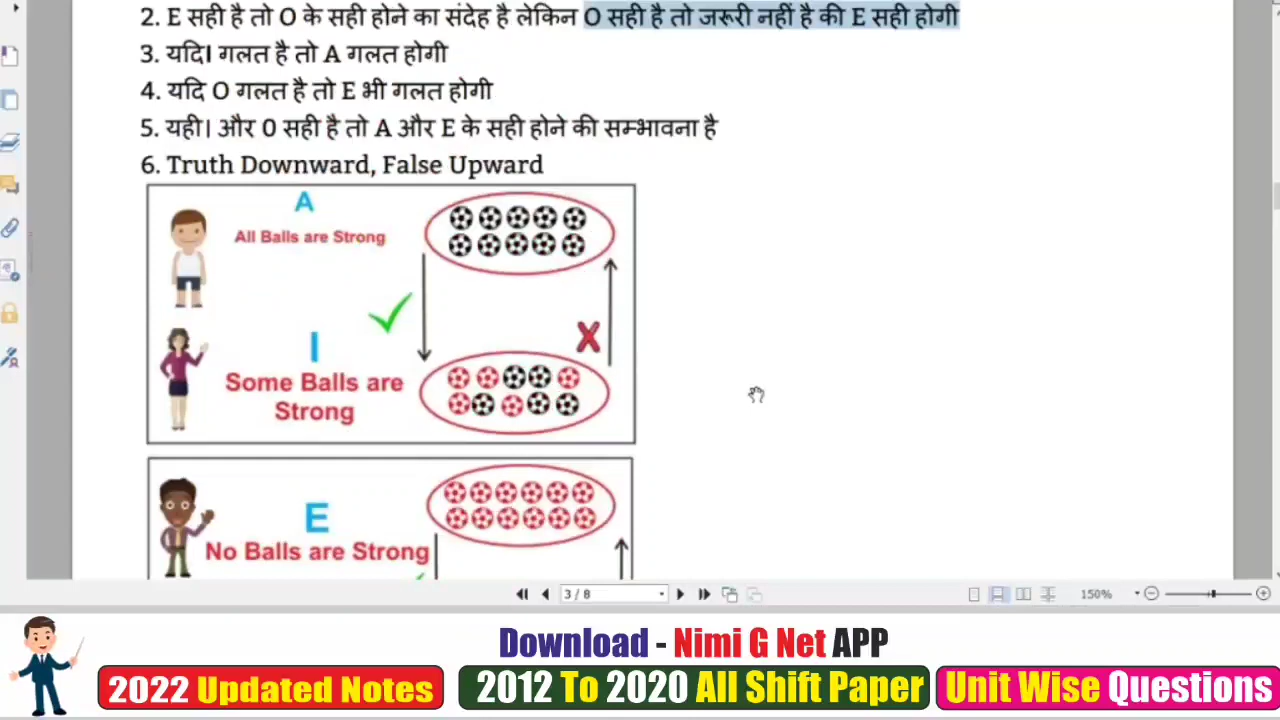 2. E सही है तो O के सही होने का संदेह है लेकिन O सही है तो जरूरी नहीं है की E सही होगी
3. यदिI गलत है तो A गलत होगी
4. यदि O गलत है तो E भी गलत होगी
5. यही। और 0 सही है तो A और E के सही होने की सम्भावना है
6. Truth Downward, False Upward
A
All Balls are Strong
X
I
Some Balls are
Strong
E
No Balls are Strong
3 / 8
150%
Download - Nimi G Net APP
2022 Updated Notes
2012 To 2020 All Shift Paper
Unit Wise Questions